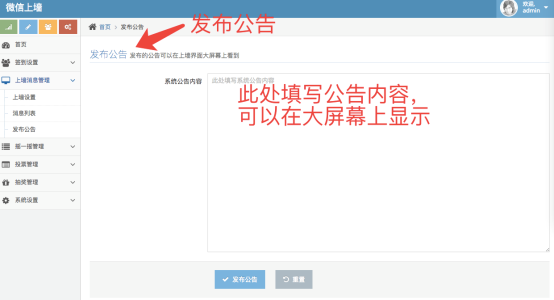 微信上墙
欢迎,
admin
首页 > 发布公告
发布公告
首页
签到设置
上墙消息管理
上墙设置
消息列表
发布公告
摇一摇管理
投票管理
抽奖管理
系统设置
发布公告 发布的公告可以在上墙界面大屏幕上看到
系统公告内容
此处填写系统公告内容
此处填写公告内容,
可以在大屏幕上显示
发布公告
重置